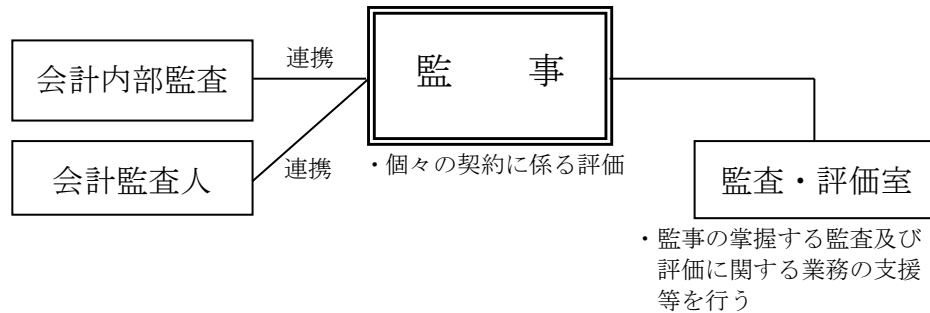 連携
監　　事
会計内部監査
会計監査人
連携
・個々の契約に係る評価
監査・評価室
・監事の掌握する監査及び
評価に関する業務の支援
等を行う